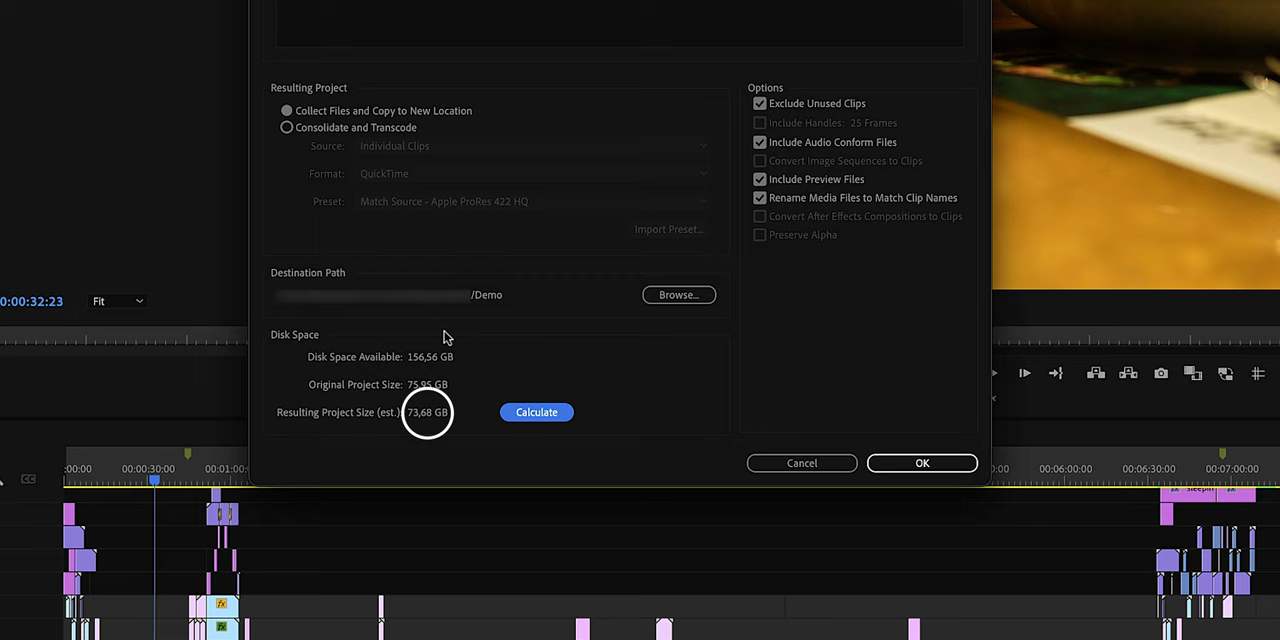 Resulting Project
Collect Files and Copy to New Location
Consolidate and Transcode
Source: Individual Clips
Format: QuickTime
Preset: Match Source - Apple ProRes 422 HQ
Import Preset...
Options
Exclude Unused Clips
Include Handles: 25 Frames
Include Audio Conform Files
Convert Image Sequences to Clips
Include Preview Files
Rename Media Files to Match Clip Names
Convert After Effects Compositions to Clips
Preserve Alpha
Destination Path
/Demo
Browse...
0:00:32:23
Fit
Disk Space
Disk Space Available: 156,56 GB
Original Project Size: 75,95 GB
Resulting Project Size (est.): 73,68 GB
Calculate
Cancel
OK
:00:00 00:00:30:00 00:01:00: 0:00 00:06:00:00 00:06:30:00 00:07:00:00
CC
fx
fx